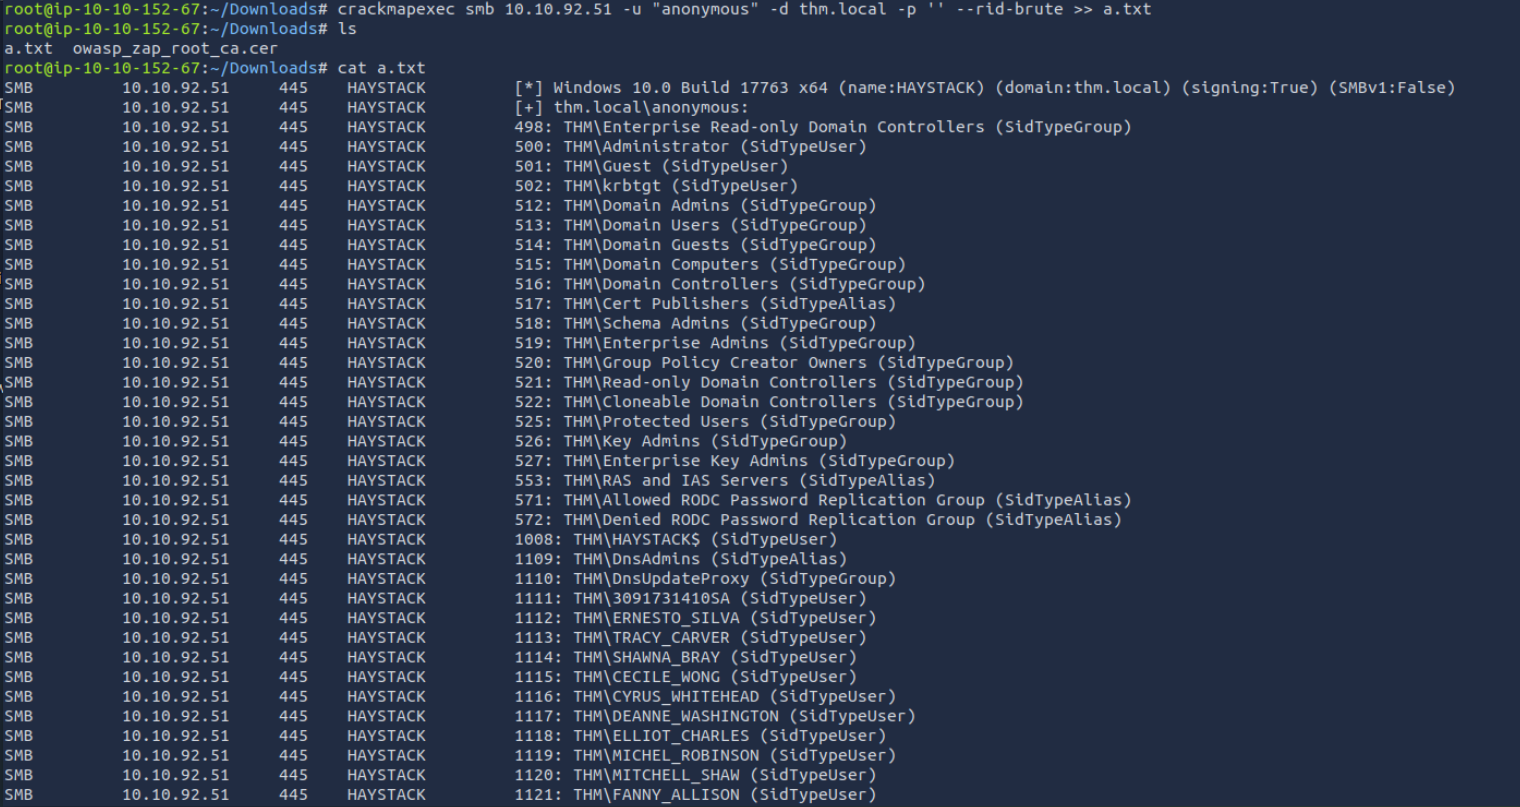 root@ip-10-10-152-67:~/Downloads# crackmapexec smb 10.10.92.51 -u "anonymous" -d thm.local -p '' --rid-brute >> a.txt
root@ip-10-10-152-67:~/Downloads# ls
a.txt  owasp_zap_root_ca.cer
root@ip-10-10-152-67:~/Downloads# cat a.txt
SMB         10.10.92.51     445    HAYSTACK         [*] Windows 10.0 Build 17763 x64 (name:HAYSTACK) (domain:thm.local) (signing:True) (SMBv1:False)
SMB         10.10.92.51     445    HAYSTACK         [+] thm.local\anonymous:
SMB         10.10.92.51     445    HAYSTACK         498: THM\Enterprise Read-only Domain Controllers (SidTypeGroup)
SMB         10.10.92.51     445    HAYSTACK         500: THM\Administrator (SidTypeUser)
SMB         10.10.92.51     445    HAYSTACK         501: THM\Guest (SidTypeUser)
SMB         10.10.92.51     445    HAYSTACK         502: THM\krbtgt (SidTypeUser)
SMB         10.10.92.51     445    HAYSTACK         512: THM\Domain Admins (SidTypeGroup)
SMB         10.10.92.51     445    HAYSTACK         513: THM\Domain Users (SidTypeGroup)
SMB         10.10.92.51     445    HAYSTACK         514: THM\Domain Guests (SidTypeGroup)
SMB         10.10.92.51     445    HAYSTACK         515: THM\Domain Computers (SidTypeGroup)
SMB         10.10.92.51     445    HAYSTACK         516: THM\Domain Controllers (SidTypeGroup)
SMB         10.10.92.51     445    HAYSTACK         517: THM\Cert Publishers (SidTypeAlias)
SMB         10.10.92.51     445    HAYSTACK         518: THM\Schema Admins (SidTypeGroup)
SMB         10.10.92.51     445    HAYSTACK         519: THM\Enterprise Admins (SidTypeGroup)
SMB         10.10.92.51     445    HAYSTACK         520: THM\Group Policy Creator Owners (SidTypeGroup)
SMB         10.10.92.51     445    HAYSTACK         521: THM\Read-only Domain Controllers (SidTypeGroup)
SMB         10.10.92.51     445    HAYSTACK         522: THM\Cloneable Domain Controllers (SidTypeGroup)
SMB         10.10.92.51     445    HAYSTACK         525: THM\Protected Users (SidTypeGroup)
SMB         10.10.92.51     445    HAYSTACK         526: THM\Key Admins (SidTypeGroup)
SMB         10.10.92.51     445    HAYSTACK         527: THM\Enterprise Key Admins (SidTypeGroup)
SMB         10.10.92.51     445    HAYSTACK         553: THM\RAS and IAS Servers (SidTypeAlias)
SMB         10.10.92.51     445    HAYSTACK         571: THM\Allowed RODC Password Replication Group (SidTypeAlias)
SMB         10.10.92.51     445    HAYSTACK         572: THM\Denied RODC Password Replication Group (SidTypeAlias)
SMB         10.10.92.51     445    HAYSTACK         1008: THM\HAYSTACK$ (SidTypeUser)
SMB         10.10.92.51     445    HAYSTACK         1109: THM\DnsAdmins (SidTypeAlias)
SMB         10.10.92.51     445    HAYSTACK         1110: THM\DnsUpdateProxy (SidTypeGroup)
SMB         10.10.92.51     445    HAYSTACK         1111: THM\3091731410SA (SidTypeUser)
SMB         10.10.92.51     445    HAYSTACK         1112: THM\ERNESTO_SILVA (SidTypeUser)
SMB         10.10.92.51     445    HAYSTACK         1113: THM\TRACY_CARVER (SidTypeUser)
SMB         10.10.92.51     445    HAYSTACK         1114: THM\SHAWNA_BRAY (SidTypeUser)
SMB         10.10.92.51     445    HAYSTACK         1115: THM\CECILE_WONG (SidTypeUser)
SMB         10.10.92.51     445    HAYSTACK         1116: THM\CYRUS_WHITEHEAD (SidTypeUser)
SMB         10.10.92.51     445    HAYSTACK         1117: THM\DEANNE_WASHINGTON (SidTypeUser)
SMB         10.10.92.51     445    HAYSTACK         1118: THM\ELLIOT_CHARLES (SidTypeUser)
SMB         10.10.92.51     445    HAYSTACK         1119: THM\MICHEL_ROBINSON (SidTypeUser)
SMB         10.10.92.51     445    HAYSTACK         1120: THM\MITCHELL_SHAW (SidTypeUser)
SMB         10.10.92.51     445    HAYSTACK         1121: THM\FANNY_ALLISON (SidTypeUser)